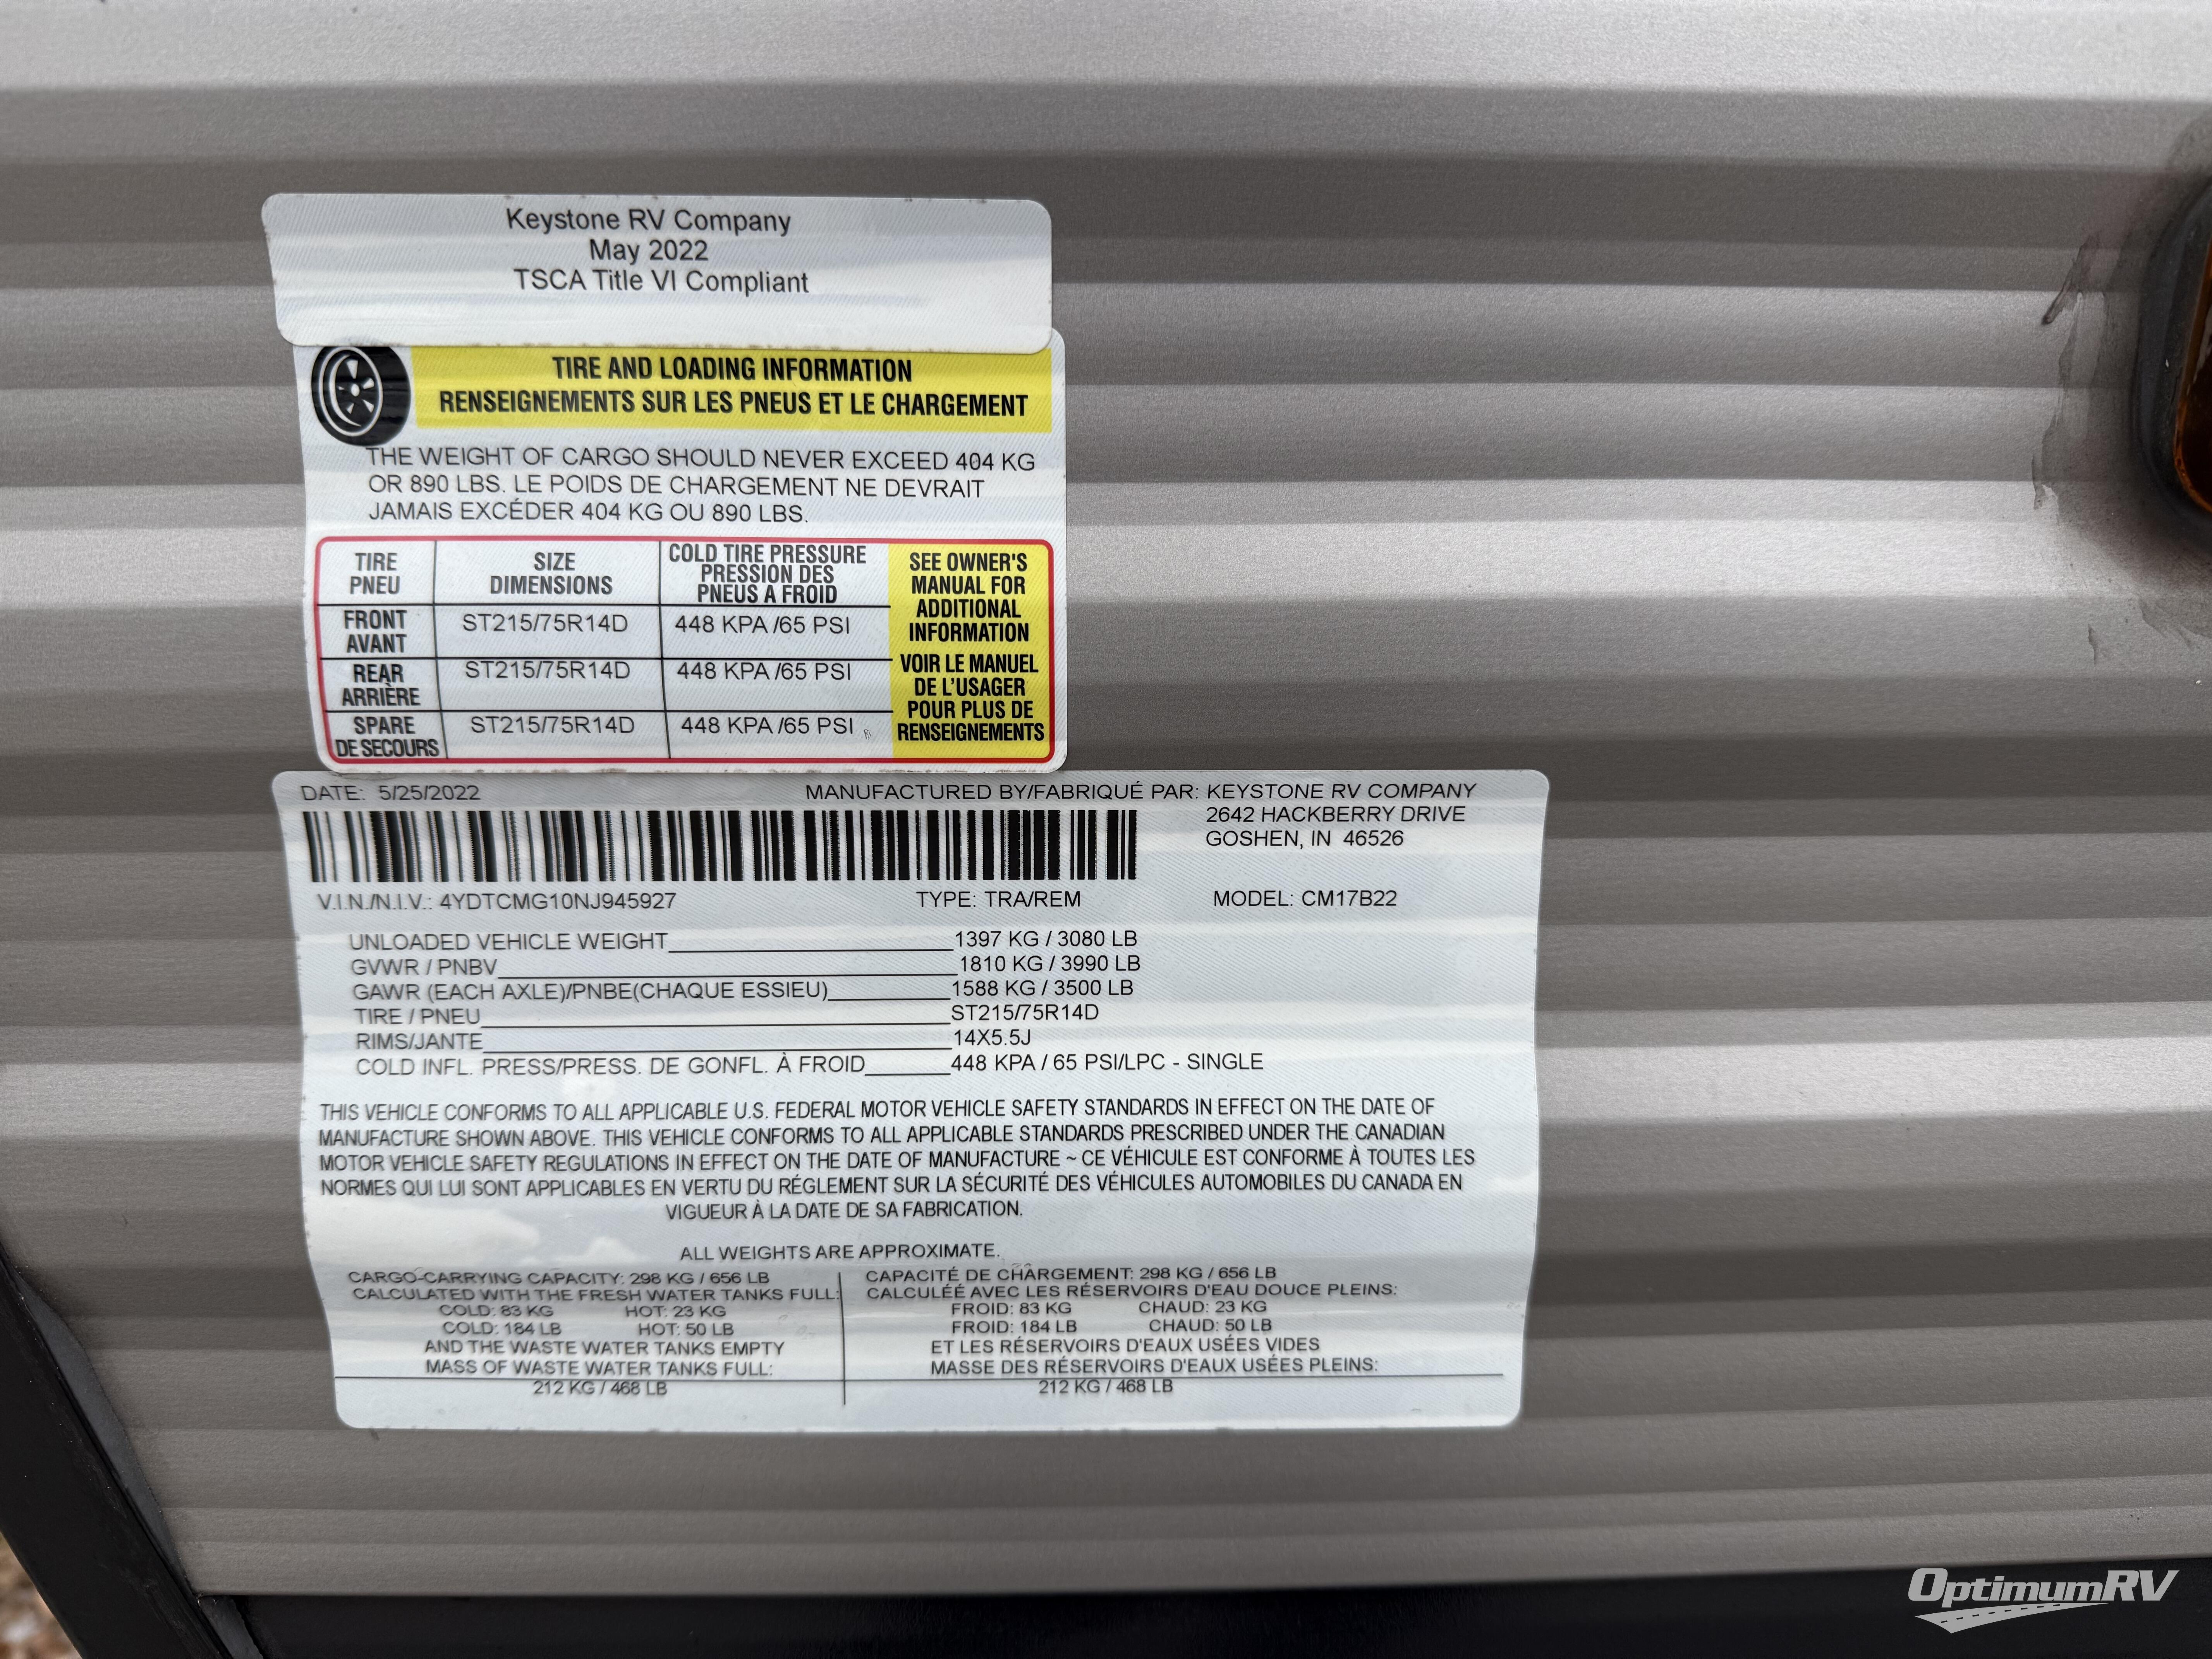 Keystone RV Company
May 2022
TSCA Title VI Compliant
TIRE AND LOADING INFORMATION
RENSEIGNEMENTS SUR LES PNEUS ET LE CHARGEMENT
THE WEIGHT OF CARGO SHOULD NEVER EXCEED 404 KG
OR 890 LBS. LE POIDS DE CHARGEMENT NE DEVRAIT
JAMAIS EXCÉDER 404 KG OU 890 LBS.
TIRE
PNEU
SIZE
DIMENSIONS
COLD TIRE PRESSURE
PRESSION DES
PNEUS A FROID
FRONT
AVANT
ST215/75R14D
448 KPA /65 PSI
REAR
ARRIÈRE
ST215/75R14D
448 KPA /65 PSI
SPARE
DE SECOURS
ST215/75R14D
448 KPA /65 PSI
SEE OWNER'S
MANUAL FOR
ADDITIONAL
INFORMATION
VOIR LE MANUEL
DE L'USAGER
POUR PLUS DE
RENSEIGNEMENTS
DATE: 5/25/2022
MANUFACTURED BY/FABRIQUÉ PAR: KEYSTONE RV COMPANY
2642 HACKBERRY DRIVE
GOSHEN, IN 46526
V.I.N./N.I.V.: 4YDTCMG10NJ945927 TYPE: TRA/REM MODEL: CM17B22
UNLOADED VEHICLE WEIGHT 1397 KG / 3080 LB
GVWR / PNBV 1810 KG / 3990 LB
GAWR (EACH AXLE)/PNBE(CHAQUE ESSIEU) 1588 KG / 3500 LB
TIRE / PNEU ST215/75R14D
RIMS/JANTE 14X5.5J
COLD INFL. PRESS/PRESS. DE GONFL. À FROID 448 KPA / 65 PSI/LPC - SINGLE
THIS VEHICLE CONFORMS TO ALL APPLICABLE U.S. FEDERAL MOTOR VEHICLE SAFETY STANDARDS IN EFFECT ON THE DATE OF
MANUFACTURE SHOWN ABOVE. THIS VEHICLE CONFORMS TO ALL APPLICABLE STANDARDS PRESCRIBED UNDER THE CANADIAN
MOTOR VEHICLE SAFETY REGULATIONS IN EFFECT ON THE DATE OF MANUFACTURE ~ CE VÉHICULE EST CONFORME À TOUTES LES
NORMES QUI LUI SONT APPLICABLES EN VERTU DU RÉGLEMENT SUR LA SÉCURITÉ DES VÉHICULES AUTOMOBILES DU CANADA EN
VIGUEUR À LA DATE DE SA FABRICATION.
ALL WEIGHTS ARE APPROXIMATE.
CARGO-CARRYING CAPACITY: 298 KG / 656 LB
CALCULATED WITH THE FRESH WATER TANKS FULL:
COLD: 83 KG HOT: 23 KG
COLD: 184 LB HOT: 50 LB
AND THE WASTE WATER TANKS EMPTY
MASS OF WASTE WATER TANKS FULL:
212 KG / 468 LB
CAPACITÉ DE CHARGEMENT: 298 KG / 656 LB
CALCULÉÉ AVEC LES RÉSERVOIRS D'EAU DOUCE PLEINS:
FROID: 83 KG CHAUD: 23 KG
FROID: 184 LB CHAUD: 50 LB
ET LES RÉSERVOIRS D'EAUX USÉES VIDES
MASSE DES RÉSERVOIRS D'EAUX USÉES PLEINS:
212 KG / 468 LB
OptimumRV